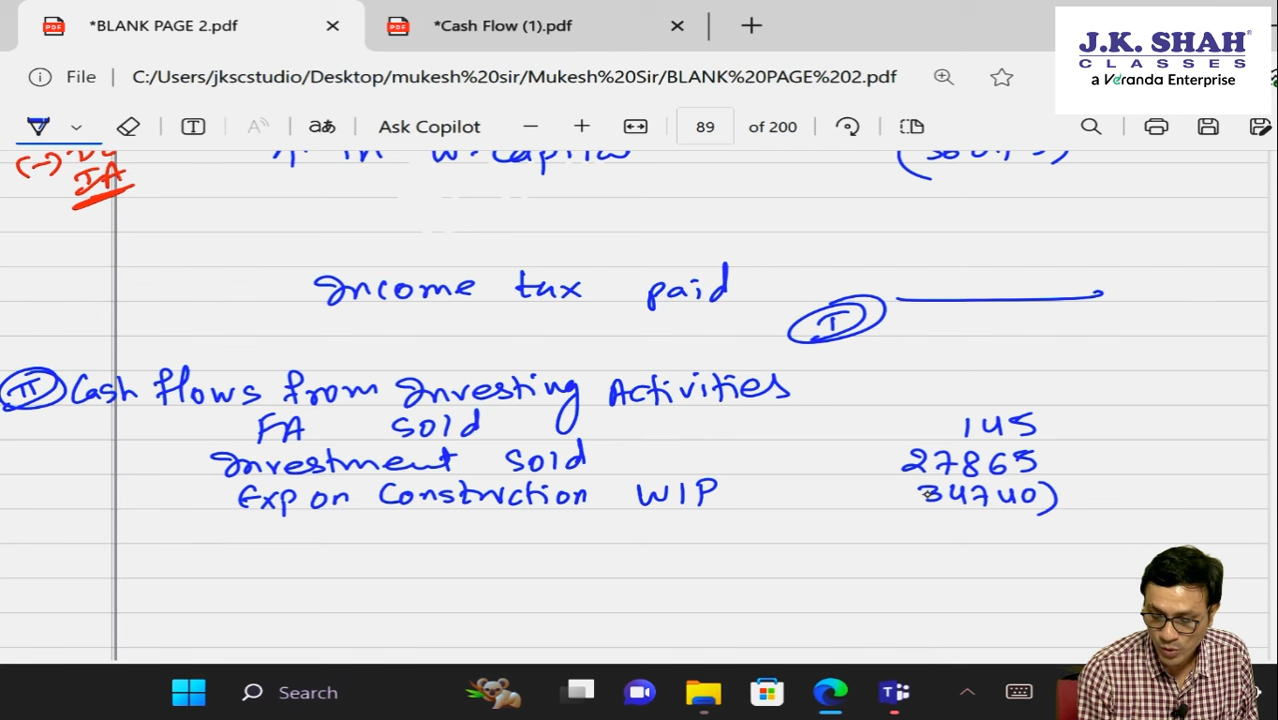 *BLANK PAGE 2.pdf
*Cash Flow (1).pdf
J.K. SHAH®
CLASSES
a Veranda Enterprise
File C:/Users/jkscstudio/Desktop/mukesh%20sir/Mukesh%20Sir/BLANK%20PAGE%202.pdf
Ask Copilot 89 of 200
(-)
IA
in W. Capital
Income tax paid
I
II Cash flows from Investing Activities
FA Sold 145
Investment Sold 27865
Exp on Construction WIP 34740)
Search